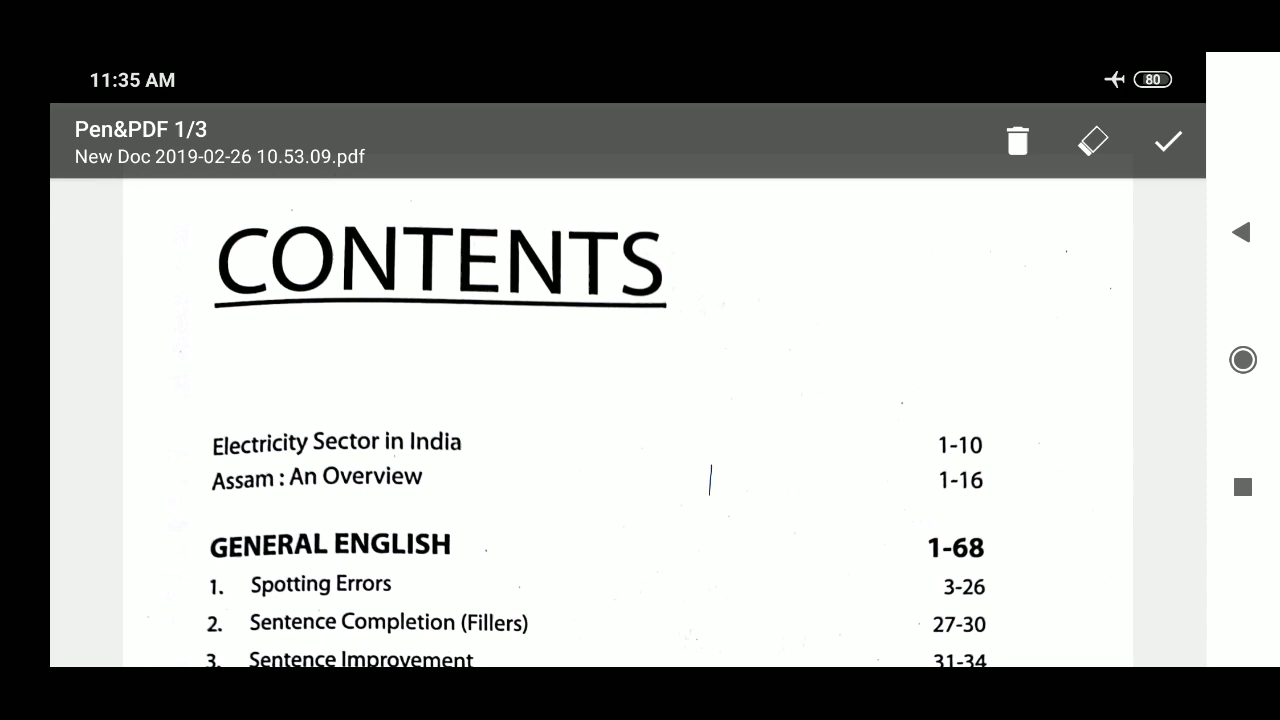 11:35 AM
80
Pen&PDF 1/3
New Doc 2019-02-26 10.53.09.pdf
CONTENTS
Electricity Sector in India 1-10
Assam : An Overview 1-16
GENERAL ENGLISH 1-68
1. Spotting Errors 3-26
2. Sentence Completion (Fillers) 27-30
3. Sentence Improvement 31-34